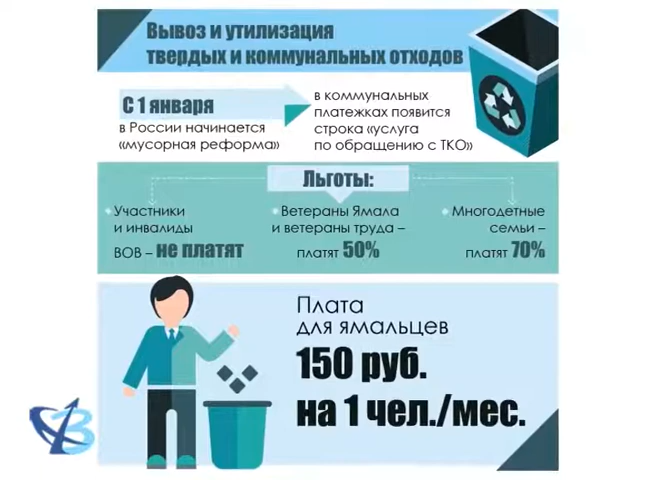 Вывоз и утилизация
твердых и коммунальных отходов
С 1 января
в России начинается
«мусорная реформа»
в коммунальных
платежках появится
строка «услуга
по обращению с ТКО»
Льготы:
Участники
и инвалиды
ВОВ – не платят
Ветераны Ямала
и ветераны труда –
платят 50%
Многодетные
семьи –
платят 70%
Плата
для ямальцев
150 руб.
на 1 чел./мес.